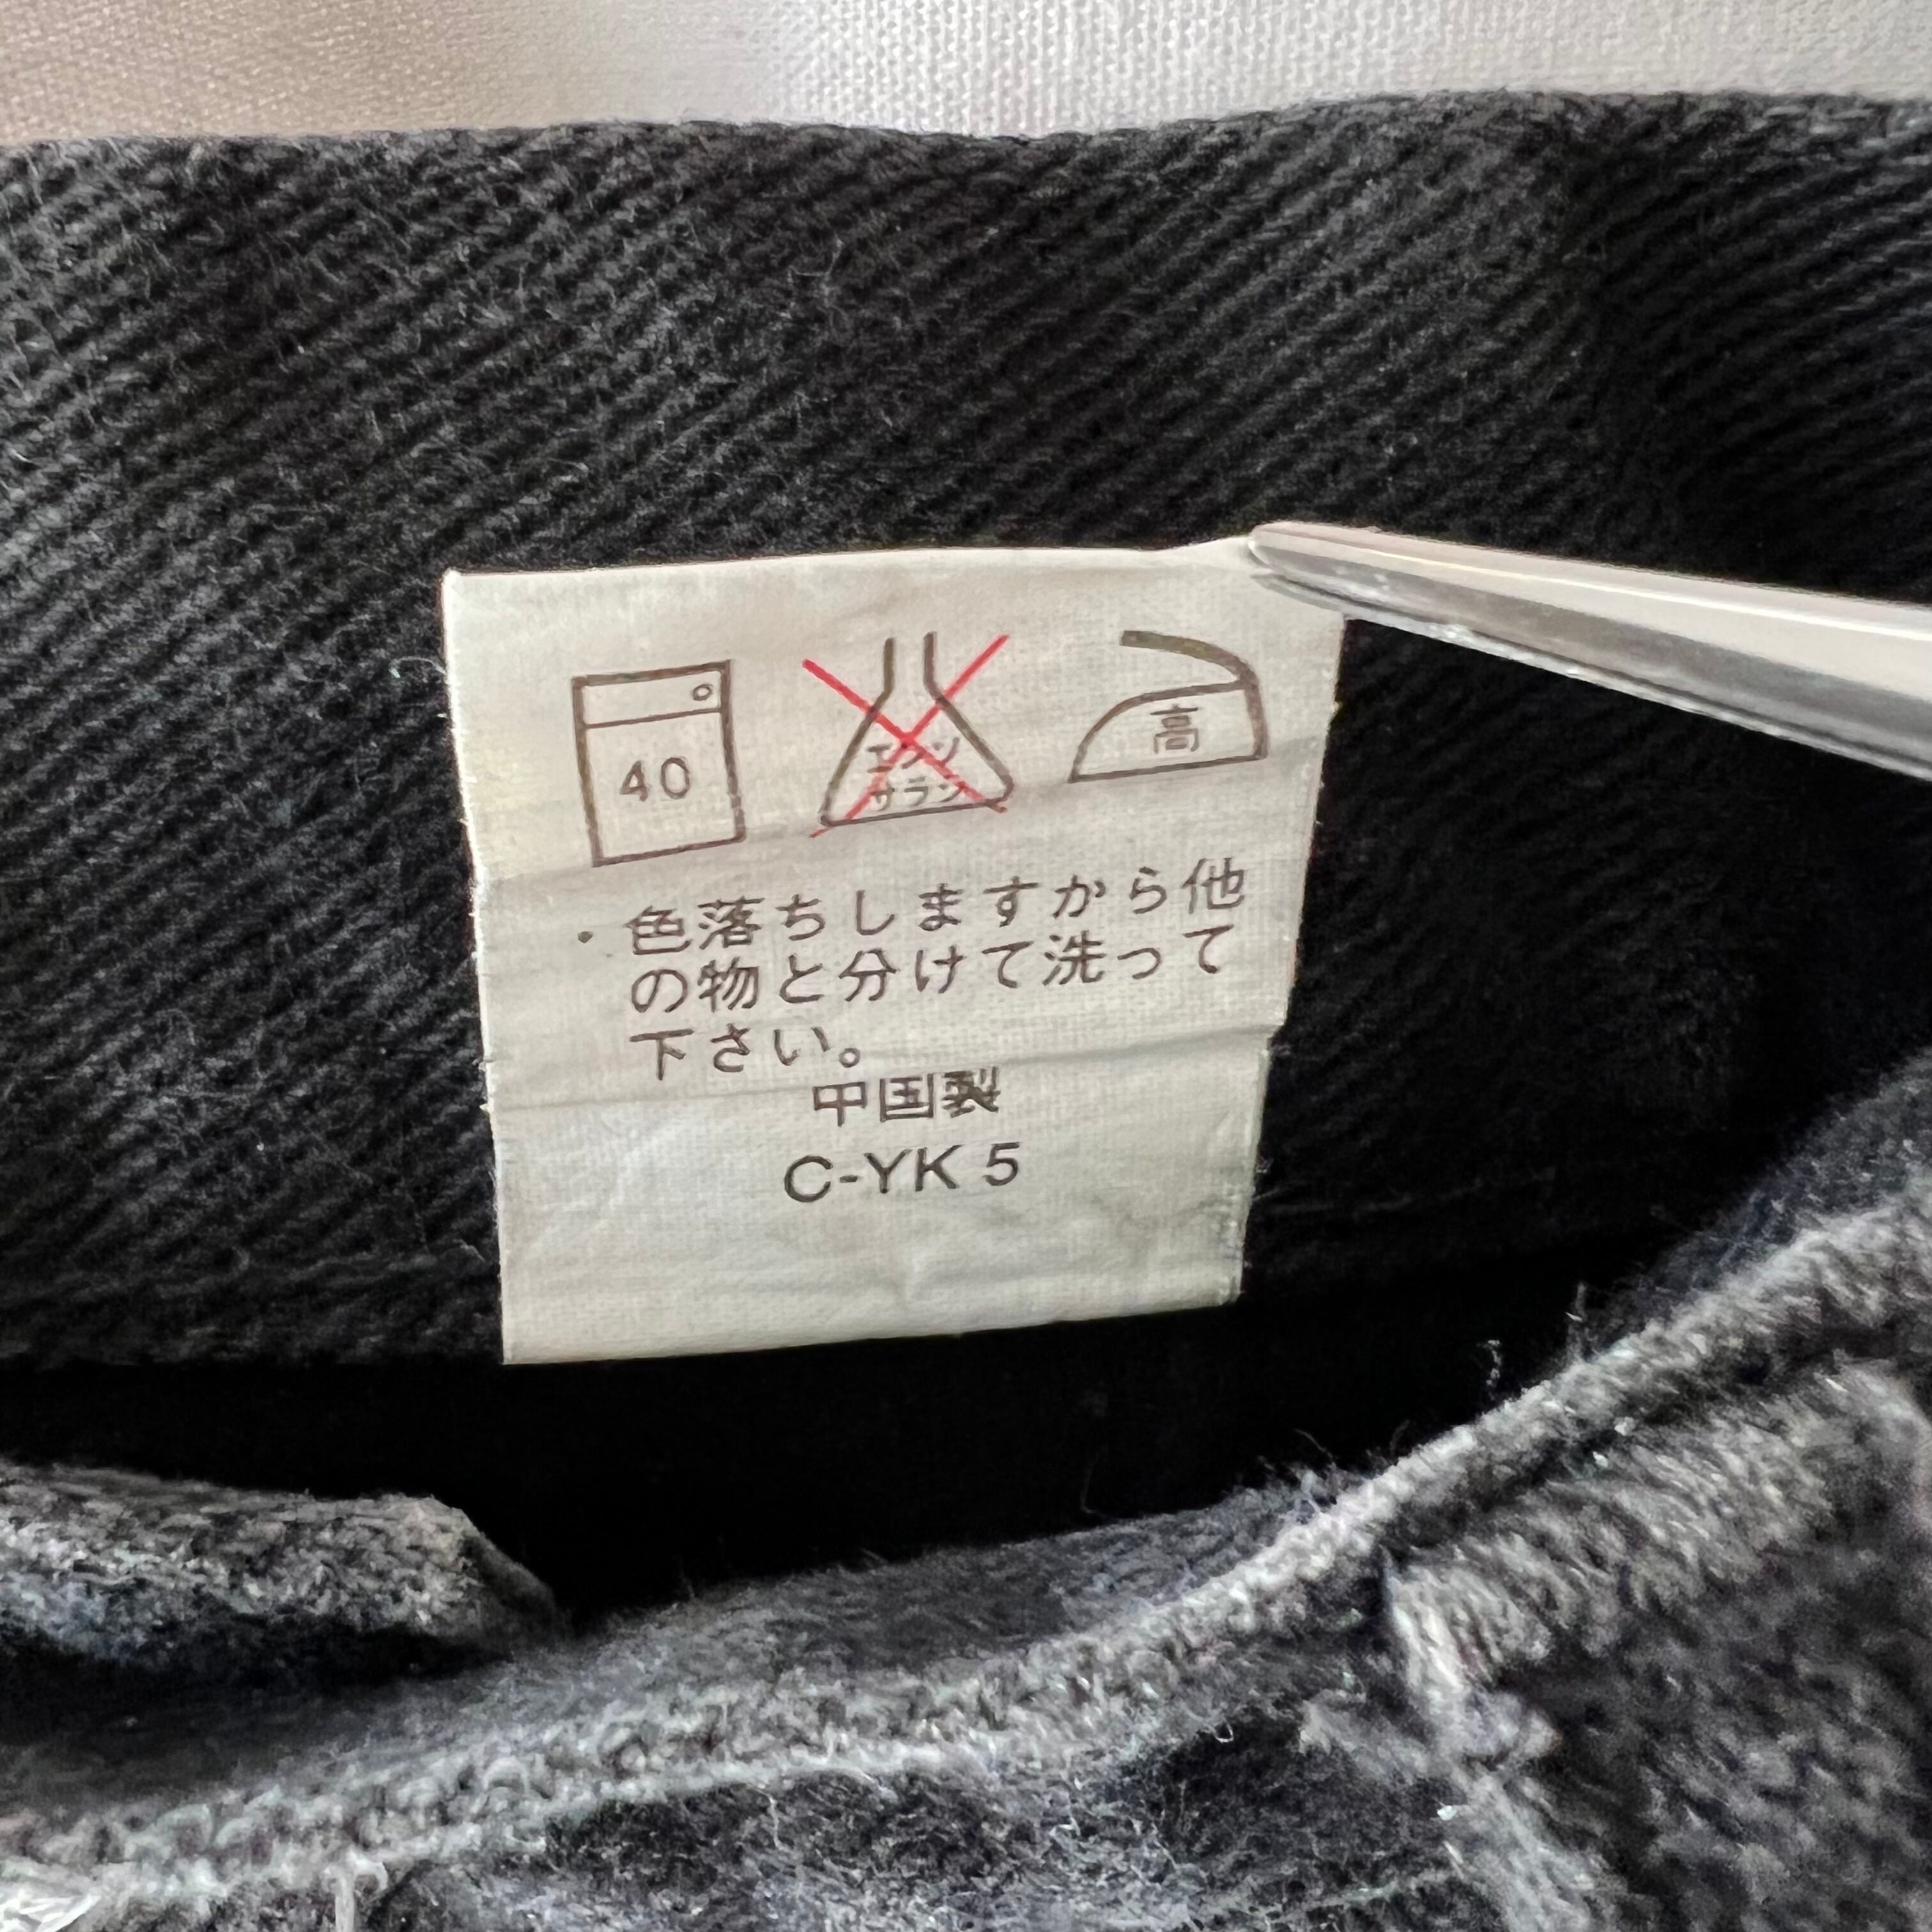 40
エンソ
サラシ
高
・色落ちしますから他
の物と分けて洗って
下さい。
中国製
C-YK 5